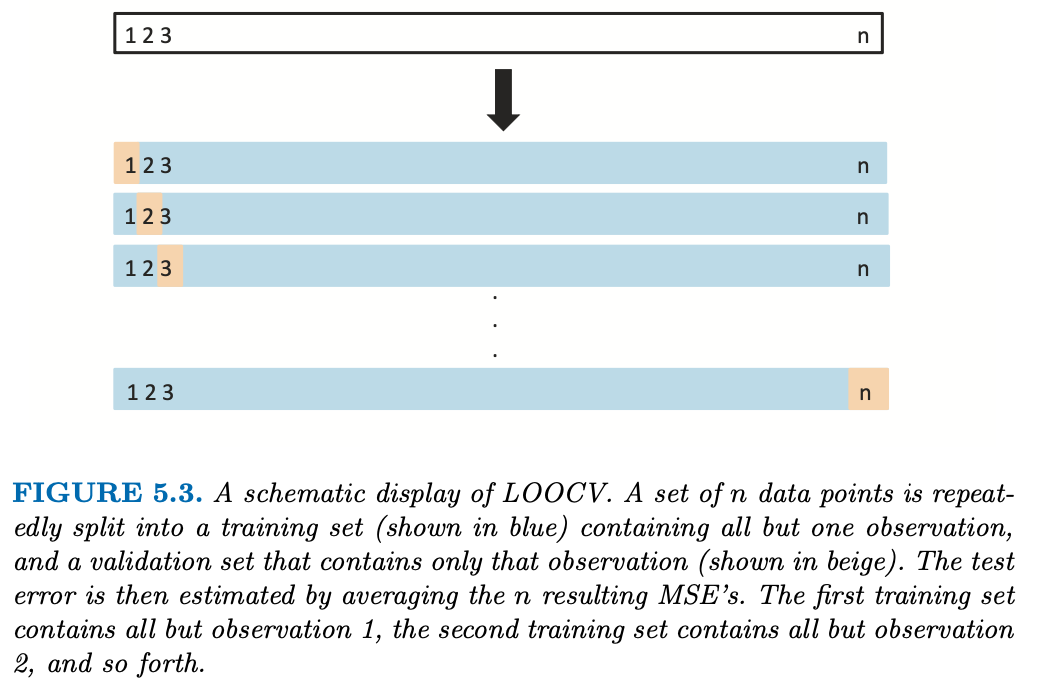 1 2 3 n
1 2 3 n
1 2 3 n
1 2 3 n
.
.
.
1 2 3 n
FIGURE 5.3. A schematic display of LOOCV. A set of n data points is repeat-
edly split into a training set (shown in blue) containing all but one observation,
and a validation set that contains only that observation (shown in beige). The test
error is then estimated by averaging the n resulting MSE's. The first training set
contains all but observation 1, the second training set contains all but observation
2, and so forth.